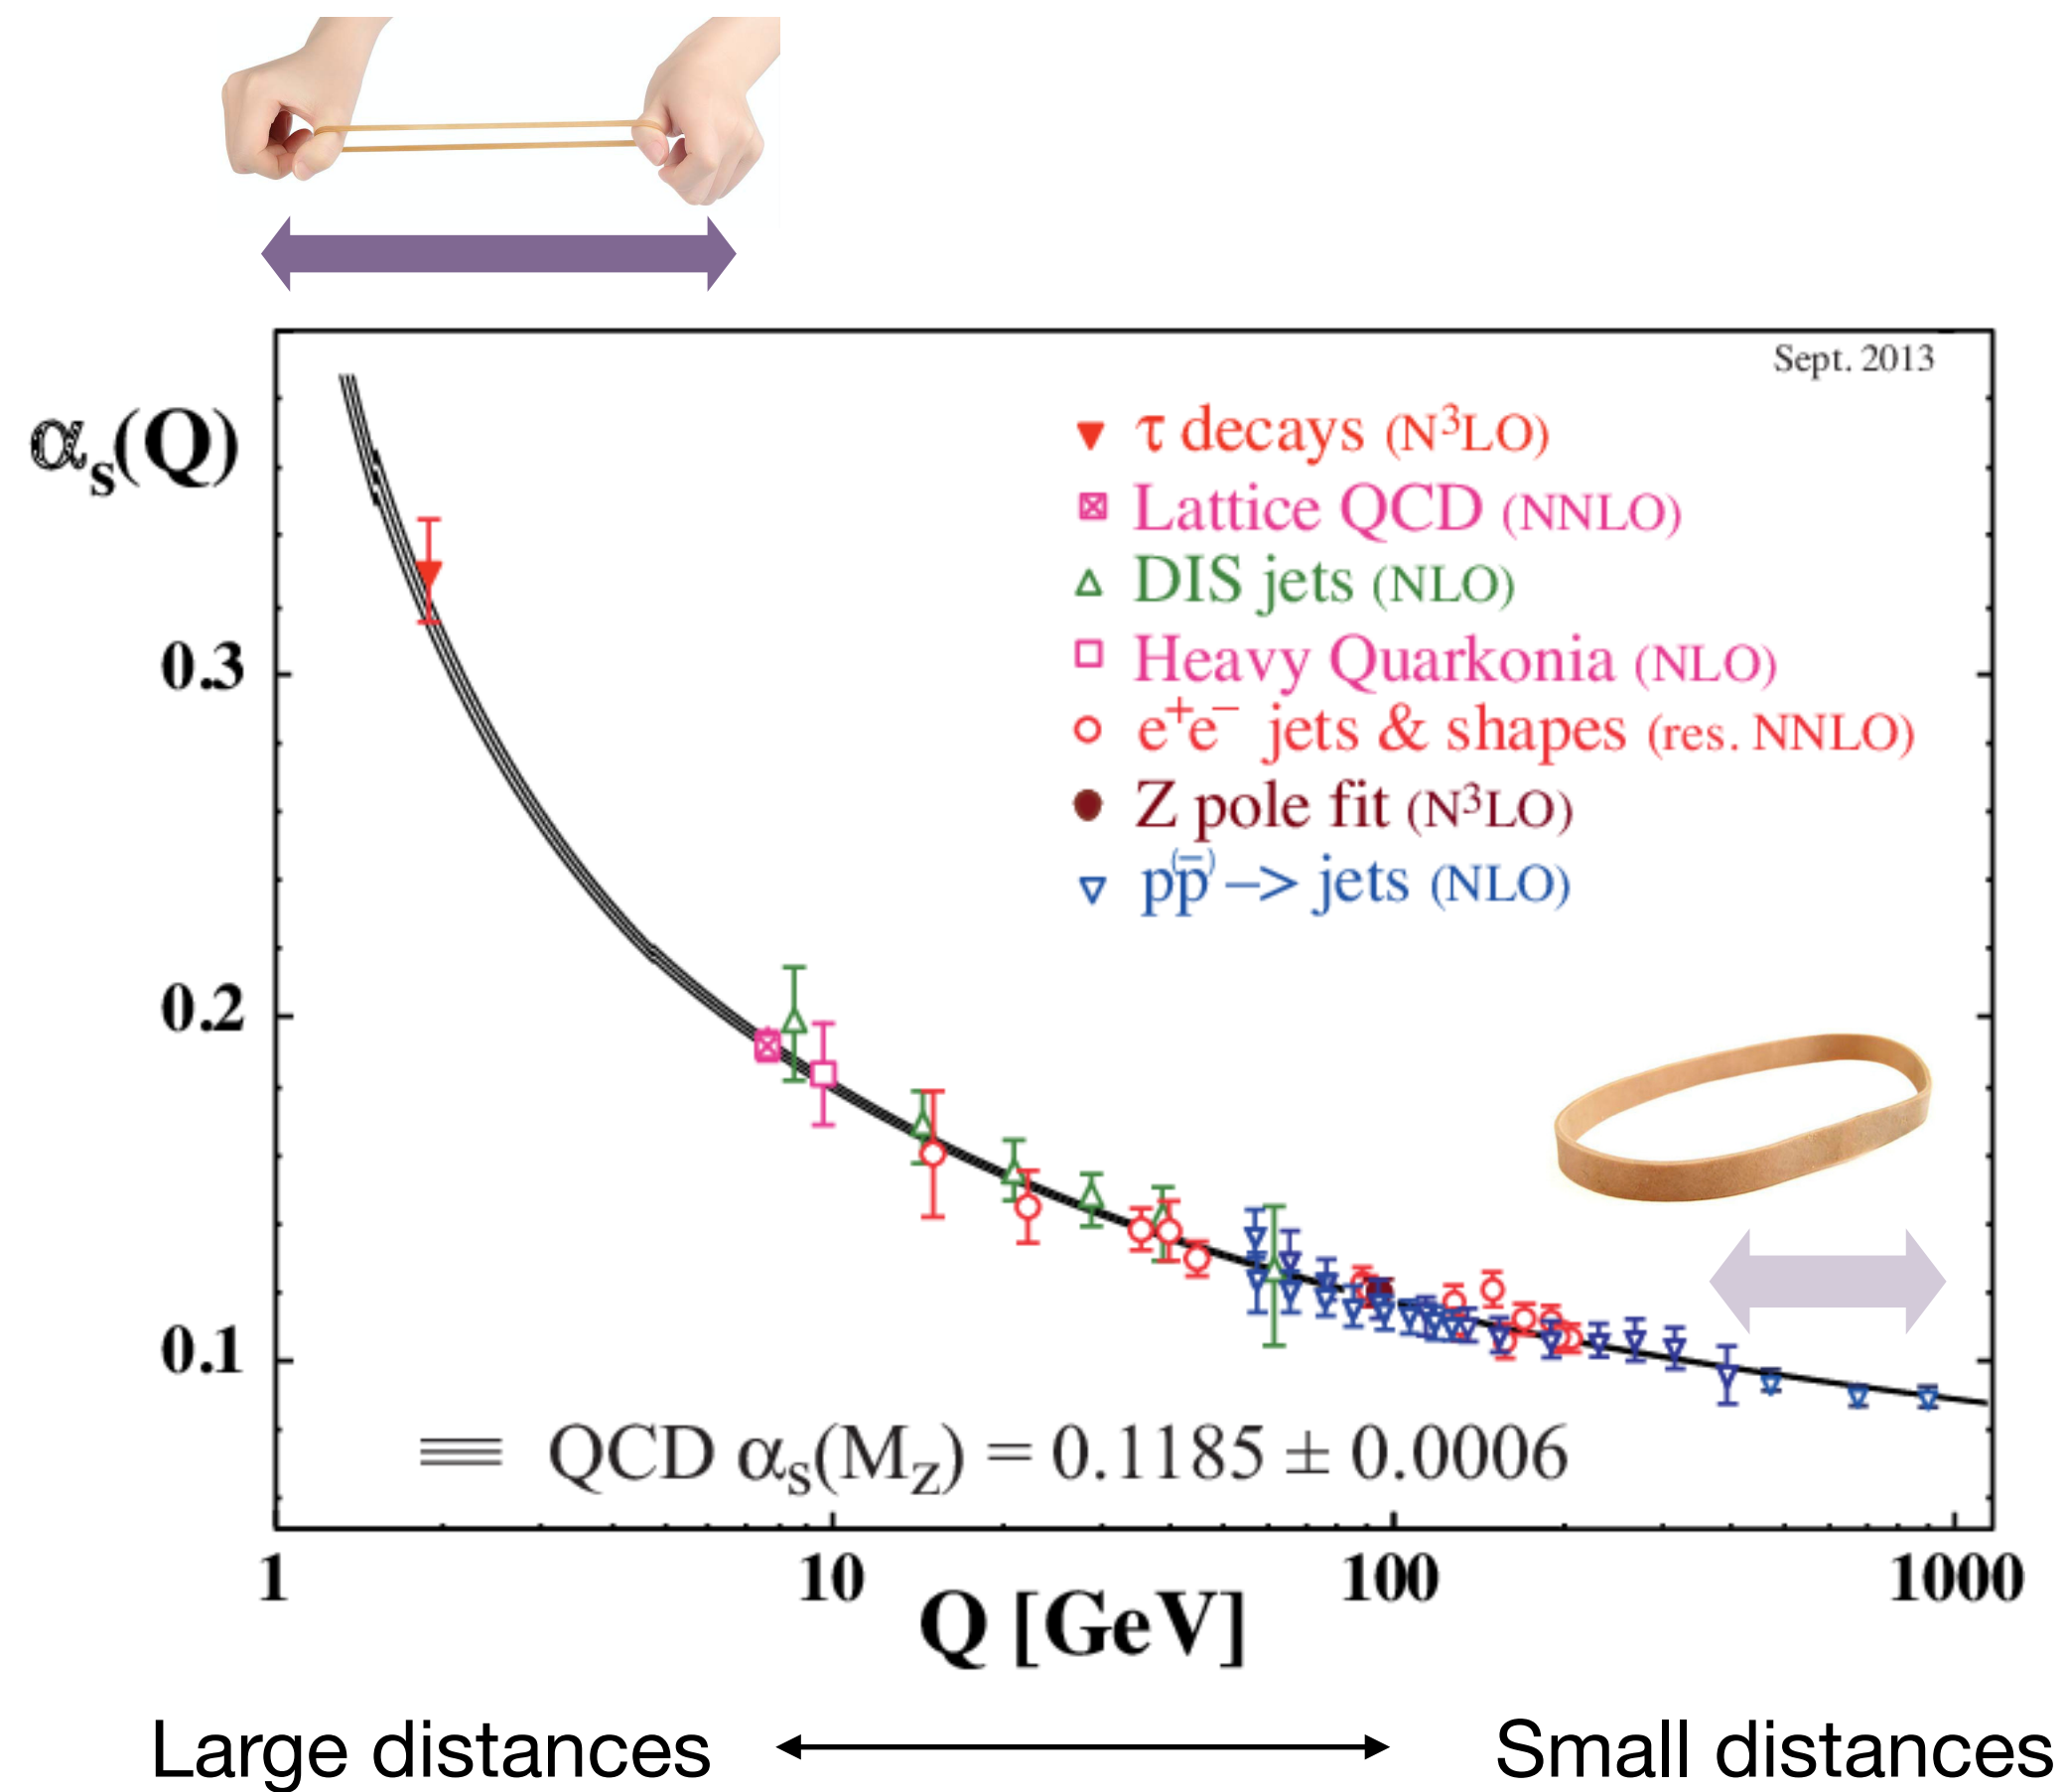 Sept. 2013
αs(Q)
τ decays (N³LO)
Lattice QCD (NNLO)
DIS jets (NLO)
Heavy Quarkonia (NLO)
e⁺e⁻ jets & shapes (res. NNLO)
Z pole fit (N³LO)
pp̄⁽⁻⁾ –> jets (NLO)
0.3
0.2
0.1
≡ QCD αs(Mz) = 0.1185 ± 0.0006
1 10 100 1000
Q [GeV]
Large distances Small distances